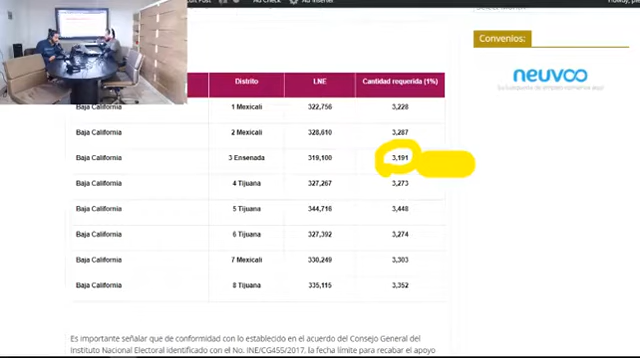 Convenios:
neuvoo
Distrito LNE Cantidad requerida (1%)
Baja California 1 Mexicali 322,756 3,228
Baja California 2 Mexicali 328,610 3,287
Baja California 3 Ensenada 319,100 3,191
Baja California 4 Tijuana 327,267 3,273
Baja California 5 Tijuana 344,716 3,448
Baja California 6 Tijuana 327,392 3,274
Baja California 7 Mexicali 330,249 3,303
Baja California 8 Tijuana 335,115 3,352
Es importante señalar que de conformidad con lo establecido en el acuerdo del Consejo General del
Instituto Nacional Electoral identificado con el No. INE/CG455/2017, la fecha límite para recabar el apoyo